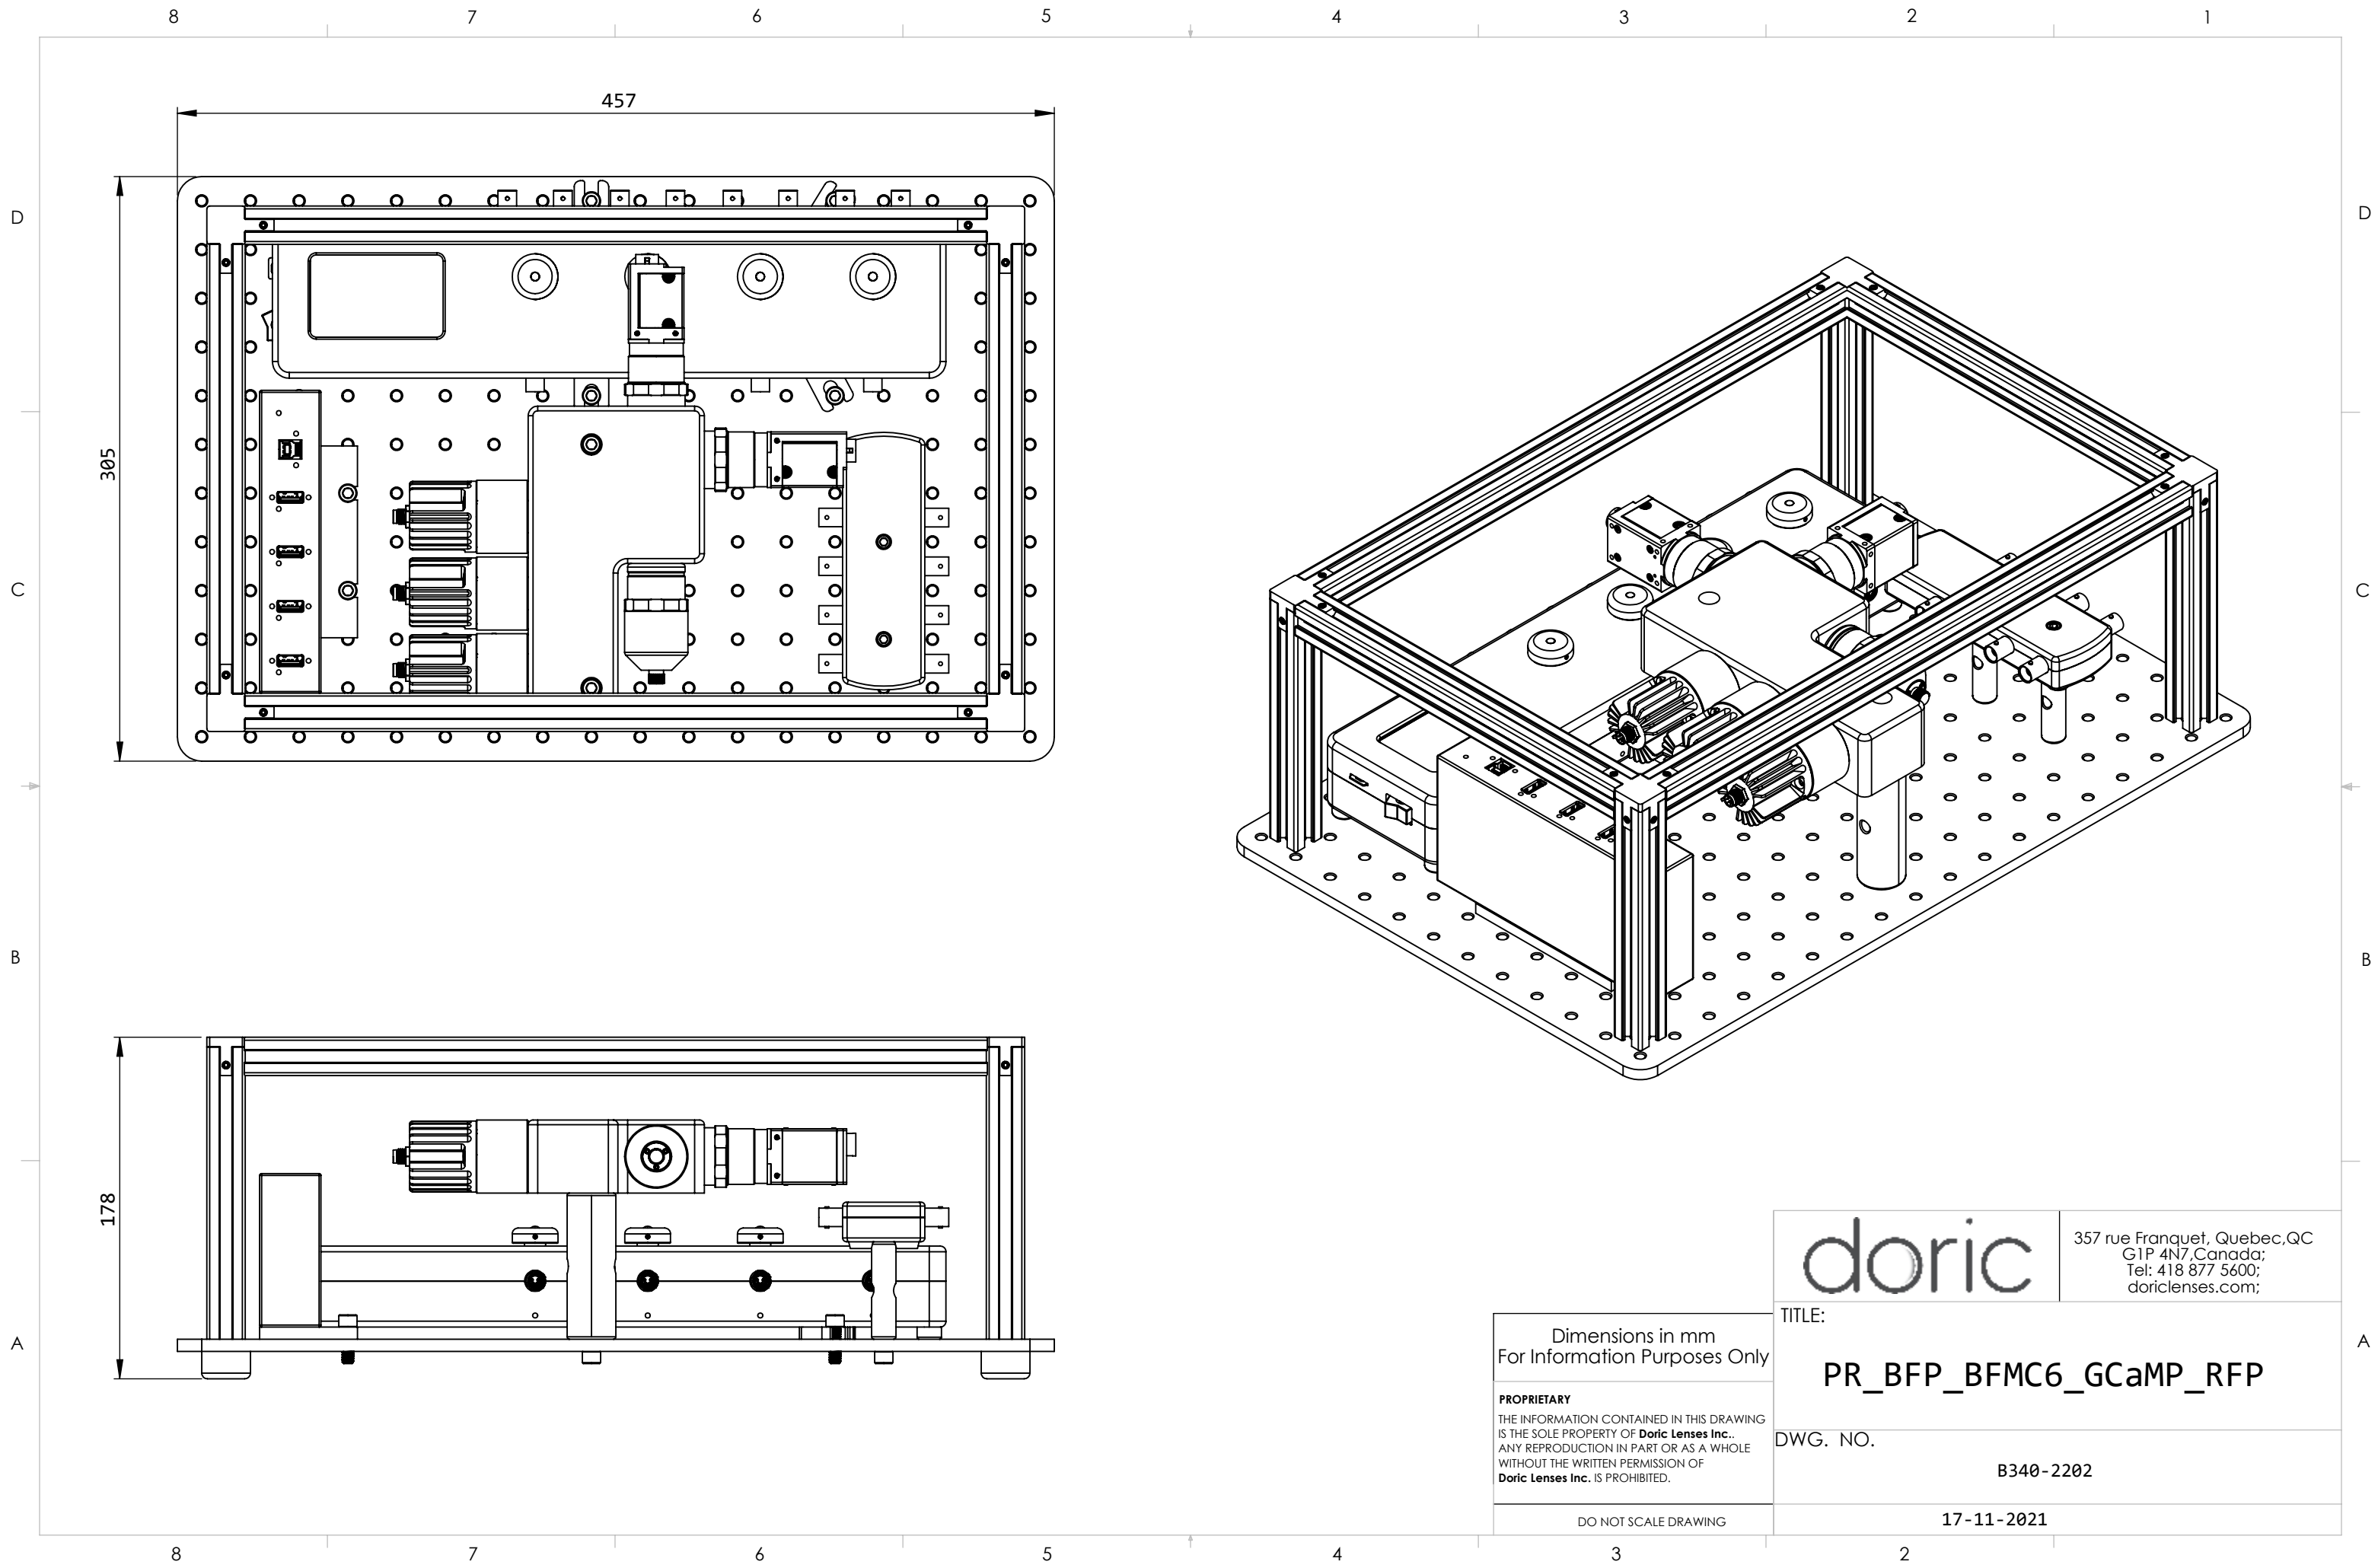 8 7 6 5 4 3 2 1
D D
457
305
C C
B B
178
A A
doric
357 rue Franquet, Quebec,QC
G1P 4N7,Canada;
Tel: 418 877 5600;
doriclenses.com;
TITLE:
PR_BFP_BFMC6_GCaMP_RFP
Dimensions in mm
For Information Purposes Only
PROPRIETARY
THE INFORMATION CONTAINED IN THIS DRAWING
IS THE SOLE PROPERTY OF Doric Lenses Inc..
ANY REPRODUCTION IN PART OR AS A WHOLE
WITHOUT THE WRITTEN PERMISSION OF
Doric Lenses Inc. IS PROHIBITED.
DWG. NO.
B340-2202
DO NOT SCALE DRAWING
17-11-2021
8 7 6 5 4 3 2